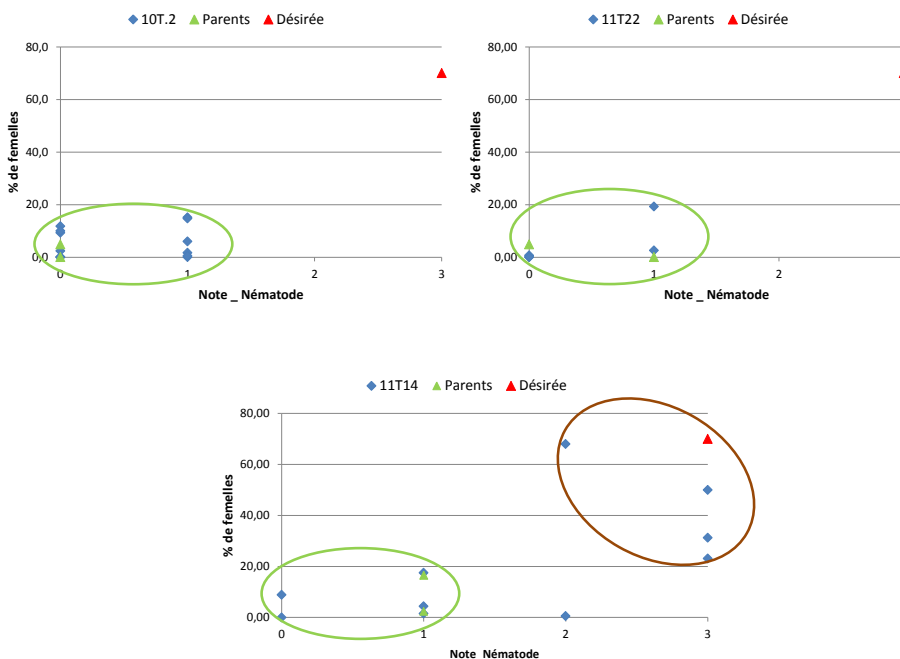 10T.2 Parents Désirée
80,0
60,0
40,0
20,0
0,0
% de femelles
0 1 2 3
Note _ Nématode
11T22 Parents Désirée
80,00
60,00
40,00
20,00
0,00
% de femelles
0 1 2
Note _ Nématode
11T14 Parents Désirée
80,00
60,00
40,00
20,00
0,00
% de femelles
0 1 2 3
Note Nématode